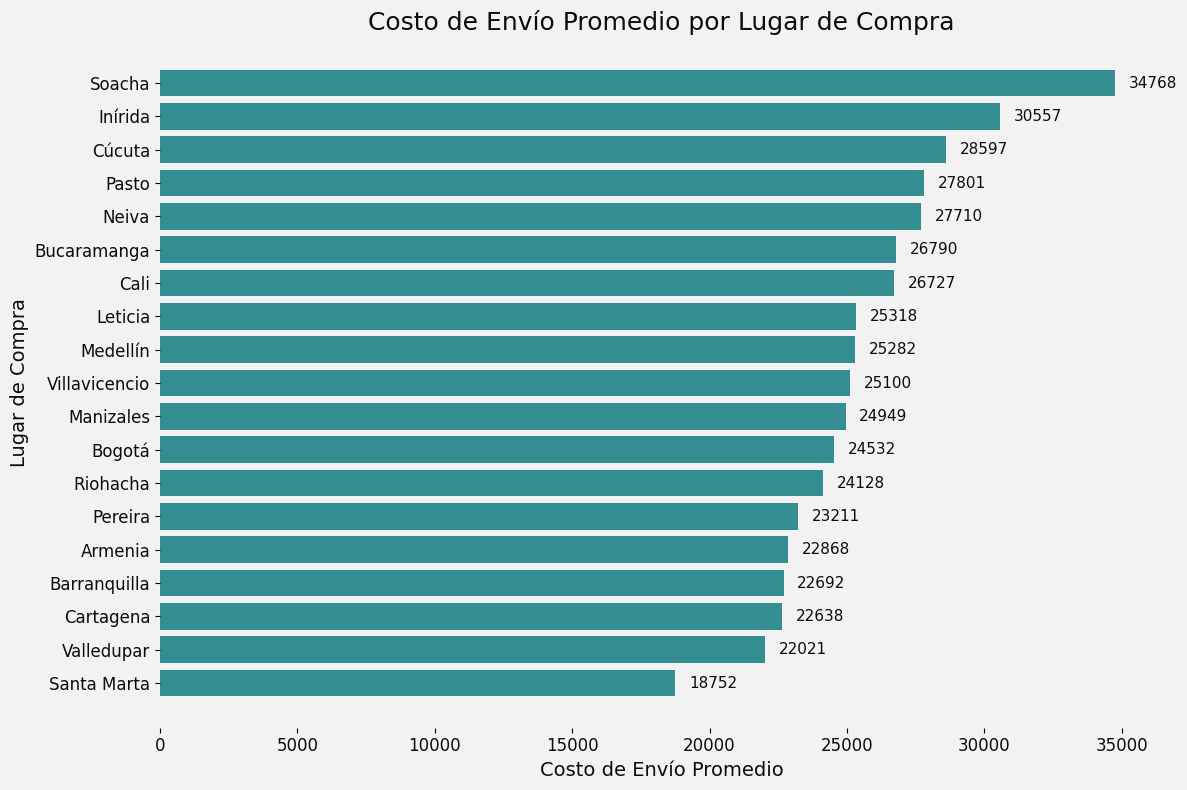 Costo de Envío Promedio por Lugar de Compra
Lugar de Compra
Soacha 34768
Inírida 30557
Cúcuta 28597
Pasto 27801
Neiva 27710
Bucaramanga 26790
Cali 26727
Leticia 25318
Medellín 25282
Villavicencio 25100
Manizales 24949
Bogotá 24532
Riohacha 24128
Pereira 23211
Armenia 22868
Barranquilla 22692
Cartagena 22638
Valledupar 22021
Santa Marta 18752
0 5000 10000 15000 20000 25000 30000 35000
Costo de Envío Promedio